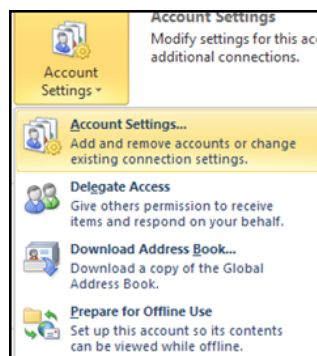 Account Settings
Modify settings for this acc
additional connections.
Account
Settings
Account Settings...
Add and remove accounts or change
existing connection settings.
Delegate Access
Give others permission to receive
items and respond on your behalf.
Download Address Book...
Download a copy of the Global
Address Book.
Prepare for Offline Use
Set up this account so its contents
can be viewed while offline.